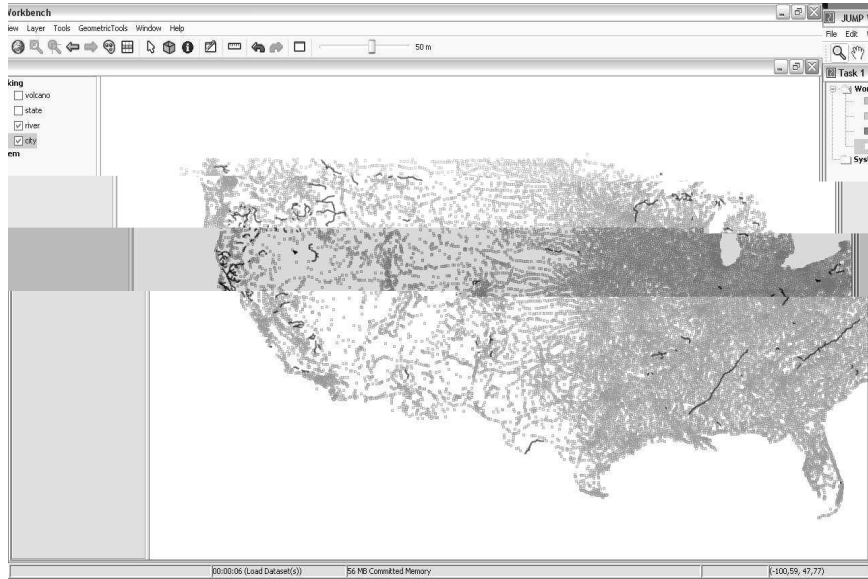 Workbench
JUMP
iew Layer Tools GeometricTools Window Help
File Edit
50 m
Task 1
king
volcano
state
river
city
em
Wor
Syst
00:00:06 (Load Dataset(s))
56 MB Committed Memory
(-100,59, 47,77)